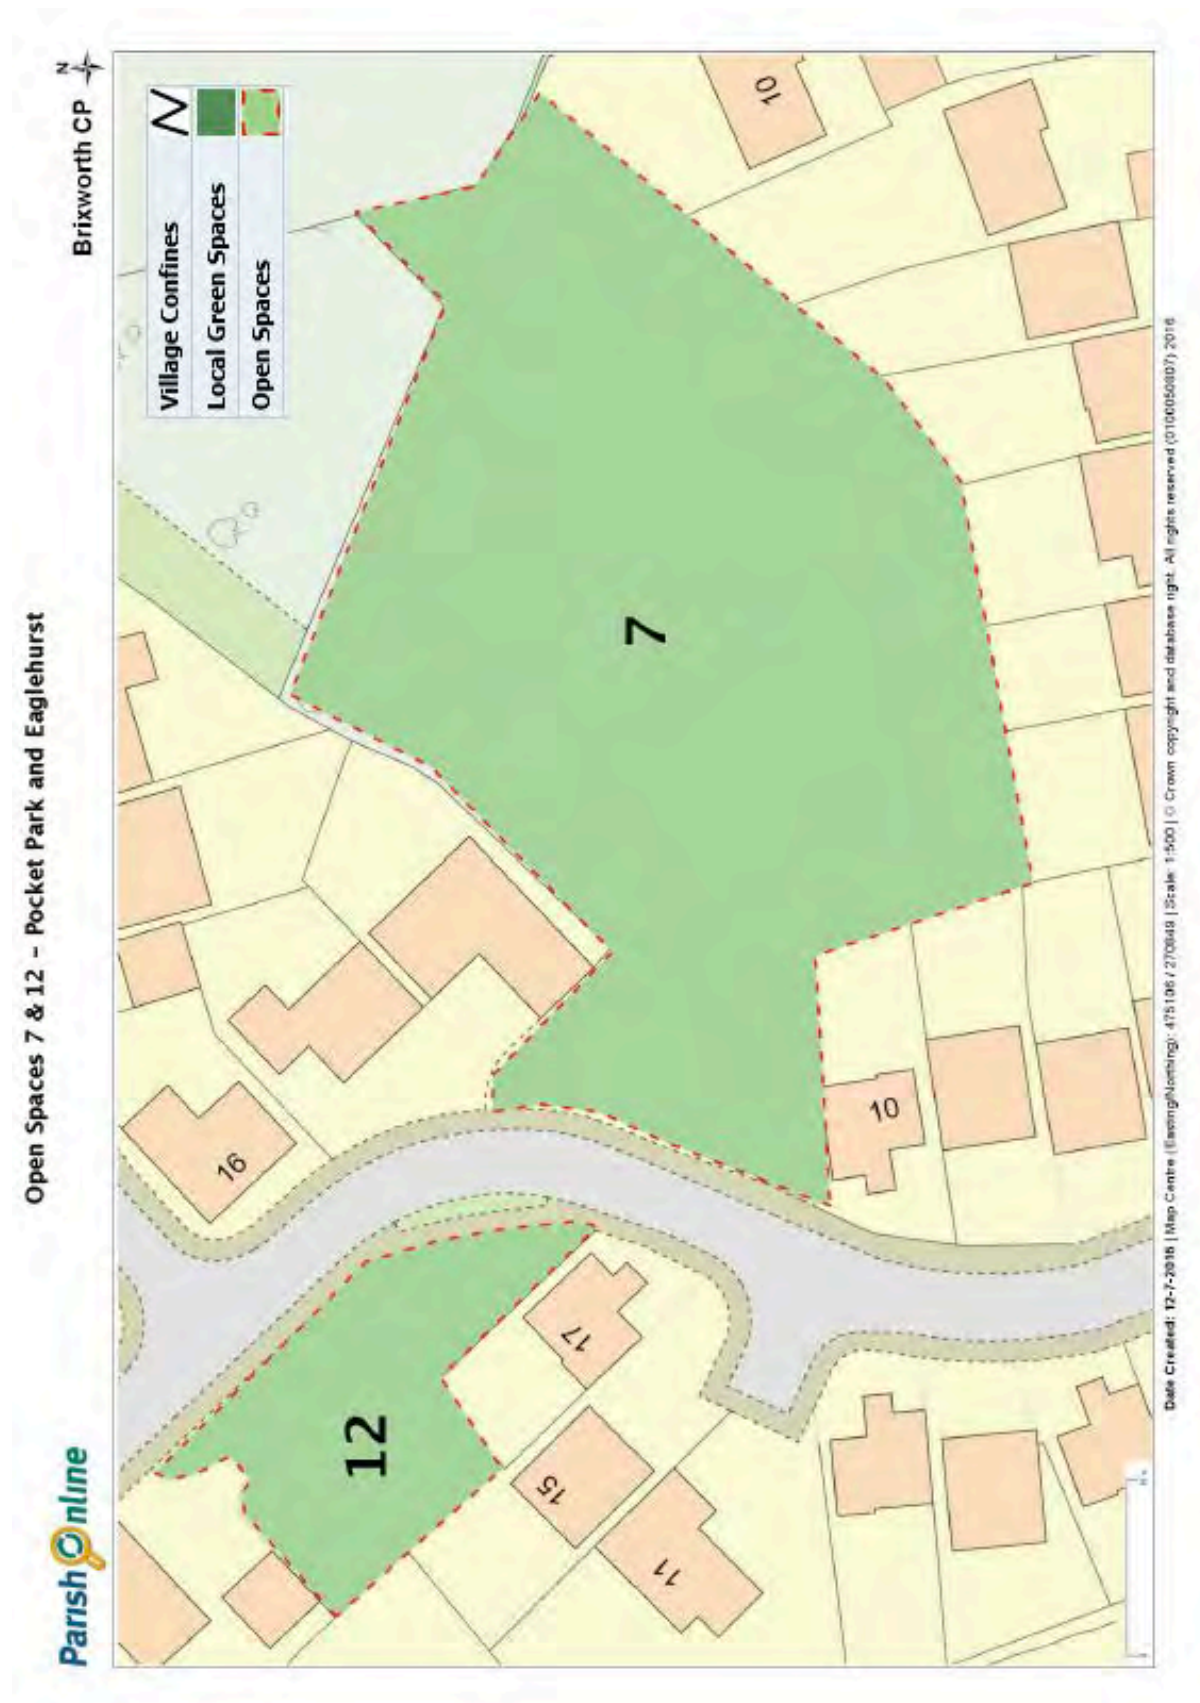 Open Spaces 7 & 12 – Pocket Park and Eaglehurst
Parish Online
Brixworth CP
N
Village Confines
Local Green Spaces
Open Spaces
16
12
17
15
11
7
10
10
Date Created: 12-7-2016 | Map Centre (Easting/Northing): 475106 / 270849 | Scale: 1:500 | © Crown copyright and database right. All rights reserved (0100050807) 2016